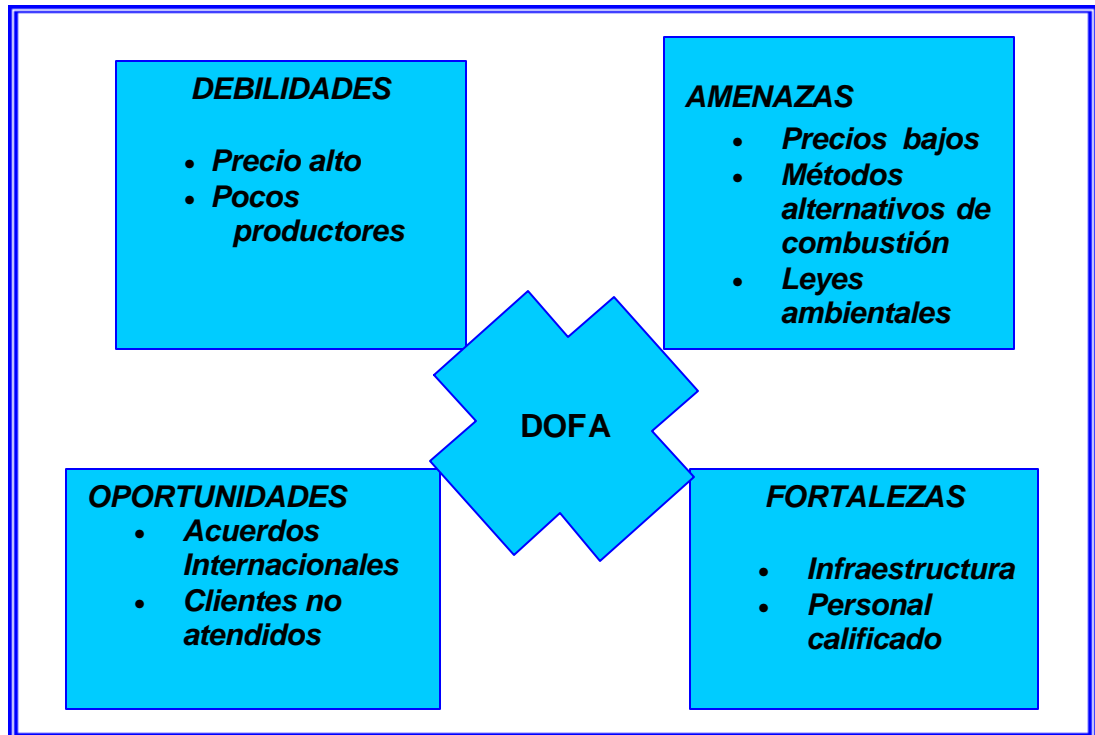 DEBILIDADES
• Precio alto
• Pocos
productores
AMENAZAS
• Precios bajos
• Métodos
alternativos de
combustión
• Leyes
ambientales
DOFA
OPORTUNIDADES
• Acuerdos
Internacionales
• Clientes no
atendidos
FORTALEZAS
• Infraestructura
• Personal
calificado